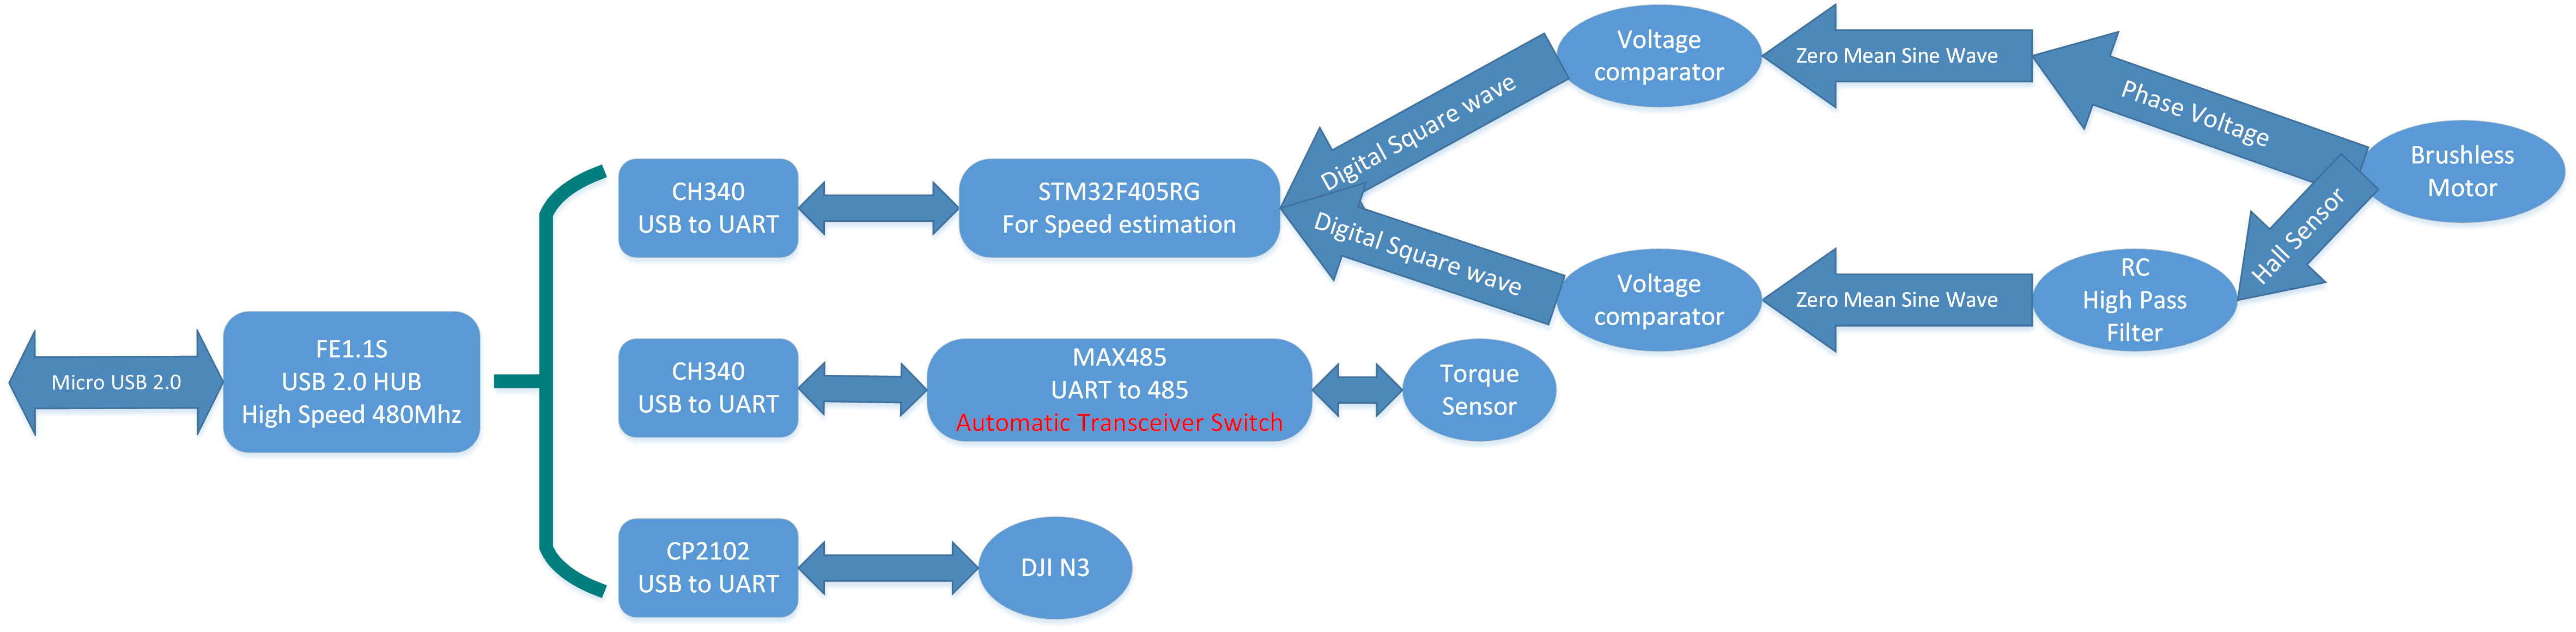 Micro USB 2.0
FE1.1S
USB 2.0 HUB
High Speed 480Mhz
CH340
USB to UART
STM32F405RG
For Speed estimation
Digital Square wave
Voltage
comparator
Zero Mean Sine Wave
Phase Voltage
Brushless
Motor
Digital Square wave
Voltage
comparator
Zero Mean Sine Wave
RC
High Pass
Filter
Hall Sensor
CH340
USB to UART
MAX485
UART to 485
Automatic Transceiver Switch
Torque
Sensor
CP2102
USB to UART
DJI N3